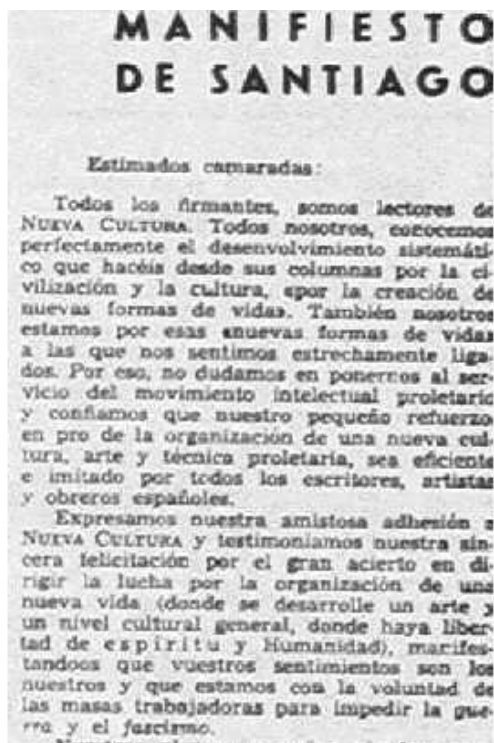 MANIFIESTO
DE SANTIAGO
Estimados camaradas:
Todos los firmantes, somos lectores de
NUEVA CULTURA. Todos nosotros, conocemos
perfectamente el desenvolvimiento sistemáti-
co que hacéis desde sus columnas por la ci-
vilización y la cultura, «por la creación de
nuevas formas de vida». También nosotros
estamos por esas «nuevas formas de vida»
a las que nos sentimos estrechamente liga-
dos. Por eso, no dudamos en ponernos al ser-
vicio del movimiento intelectual proletario
y confiamos que nuestro pequeño refuerzo
en pro de la organización de una nueva cul-
tura, arte y técnica proletaria, sea eficiente
e imitado por todos los escritores, artistas
y obreros españoles.
Expresamos nuestra amistosa adhesión a
NUEVA CULTURA y testimoniamos nuestra sin-
cera felicitación por el gran acierto en di-
rigir la lucha por la organización de una
nueva vida (donde se desarrolle un arte y
un nivel cultural general, donde haya liber-
tad de espíritu y Humanidad), manifes-
tandoos que vuestros sentimientos son los
nuestros y que estamos con la voluntad de
las masas trabajadoras para impedir la gue-
rra y el fascismo.